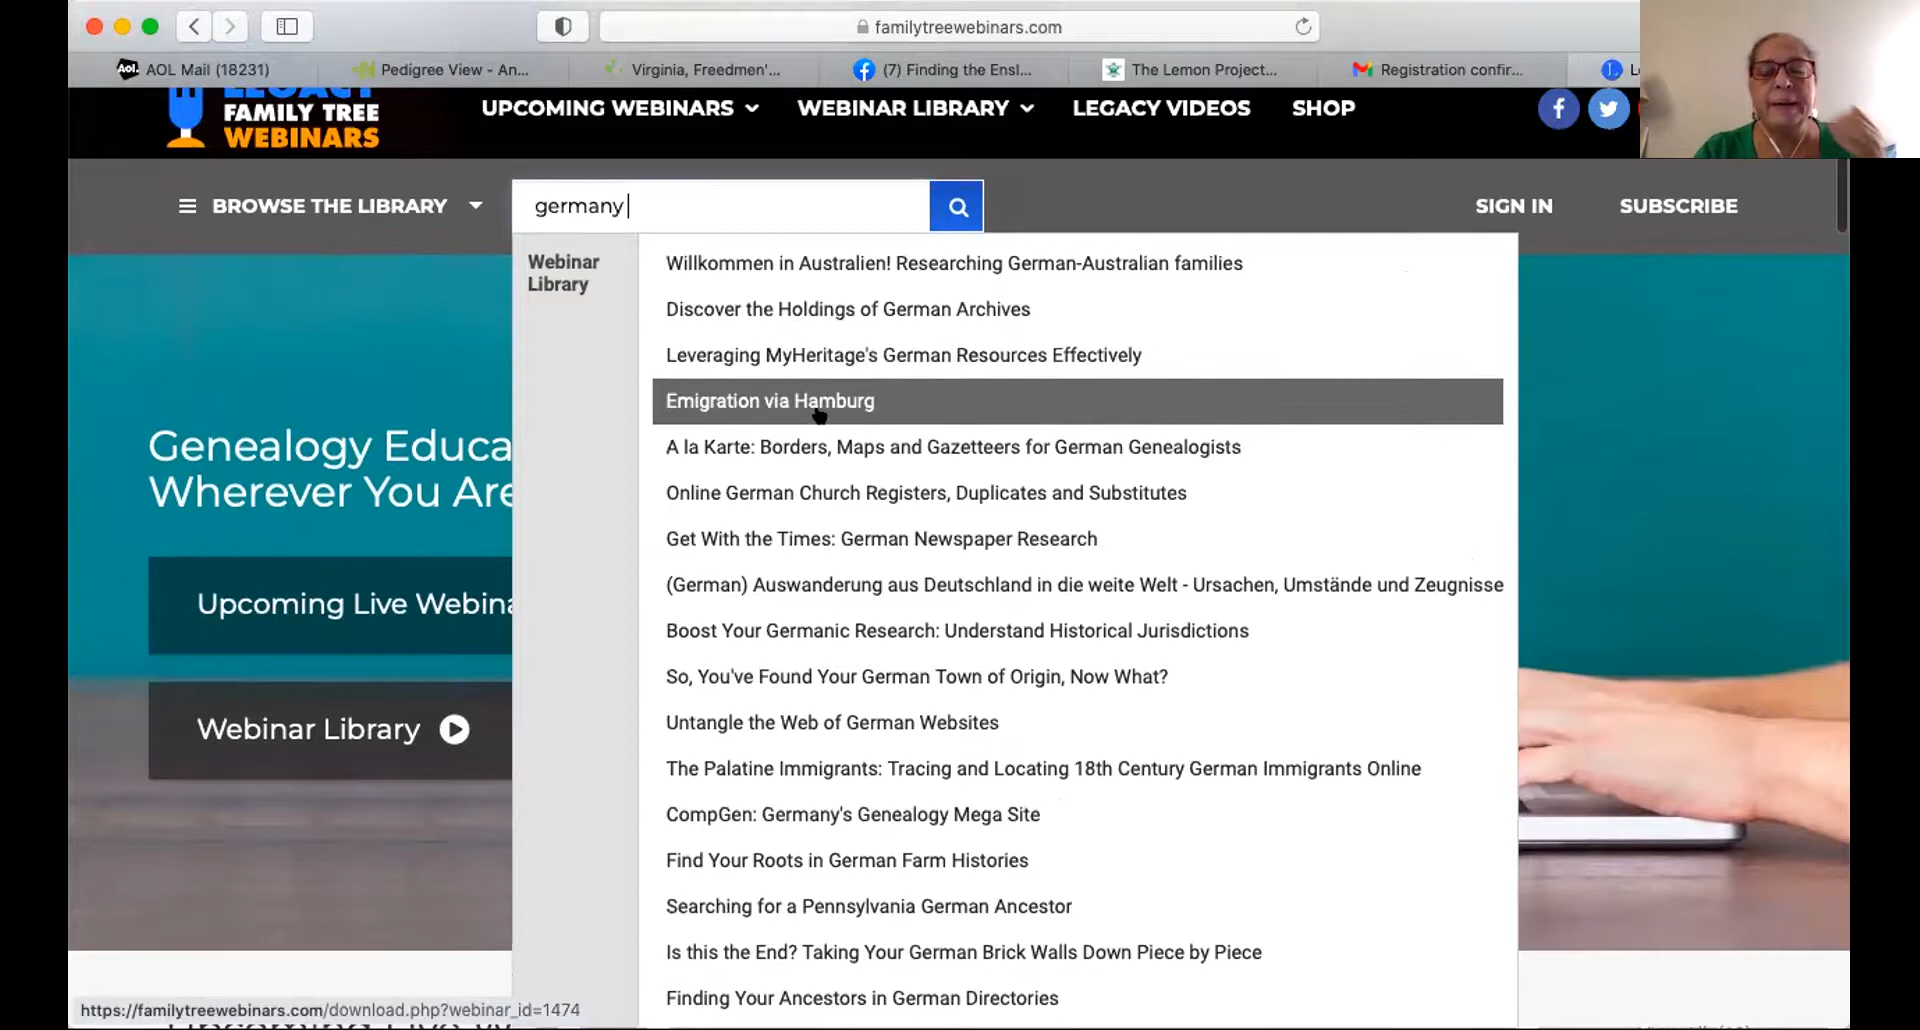 familytreewebinars.com
AOL Mail (18231)
Pedigree View - An...
Virginia, Freedmen'...
(7) Finding the Ensl...
The Lemon Project...
Registration confir...
LEGACY
FAMILY TREE
WEBINARS
UPCOMING WEBINARS
WEBINAR LIBRARY
LEGACY VIDEOS
SHOP
BROWSE THE LIBRARY
germany
SIGN IN
SUBSCRIBE
Webinar
Library
Willkommen in Australien! Researching German-Australian families
Discover the Holdings of German Archives
Leveraging MyHeritage's German Resources Effectively
Emigration via Hamburg
A la Karte: Borders, Maps and Gazetteers for German Genealogists
Online German Church Registers, Duplicates and Substitutes
Get With the Times: German Newspaper Research
(German) Auswanderung aus Deutschland in die weite Welt - Ursachen, Umstände und Zeugnisse
Boost Your Germanic Research: Understand Historical Jurisdictions
So, You've Found Your German Town of Origin, Now What?
Untangle the Web of German Websites
The Palatine Immigrants: Tracing and Locating 18th Century German Immigrants Online
CompGen: Germany's Genealogy Mega Site
Find Your Roots in German Farm Histories
Searching for a Pennsylvania German Ancestor
Is this the End? Taking Your German Brick Walls Down Piece by Piece
Finding Your Ancestors in German Directories
Genealogy Educa
Wherever You Are
Upcoming Live Webina
Webinar Library
https://familytreewebinars.com/download.php?webinar_id=1474